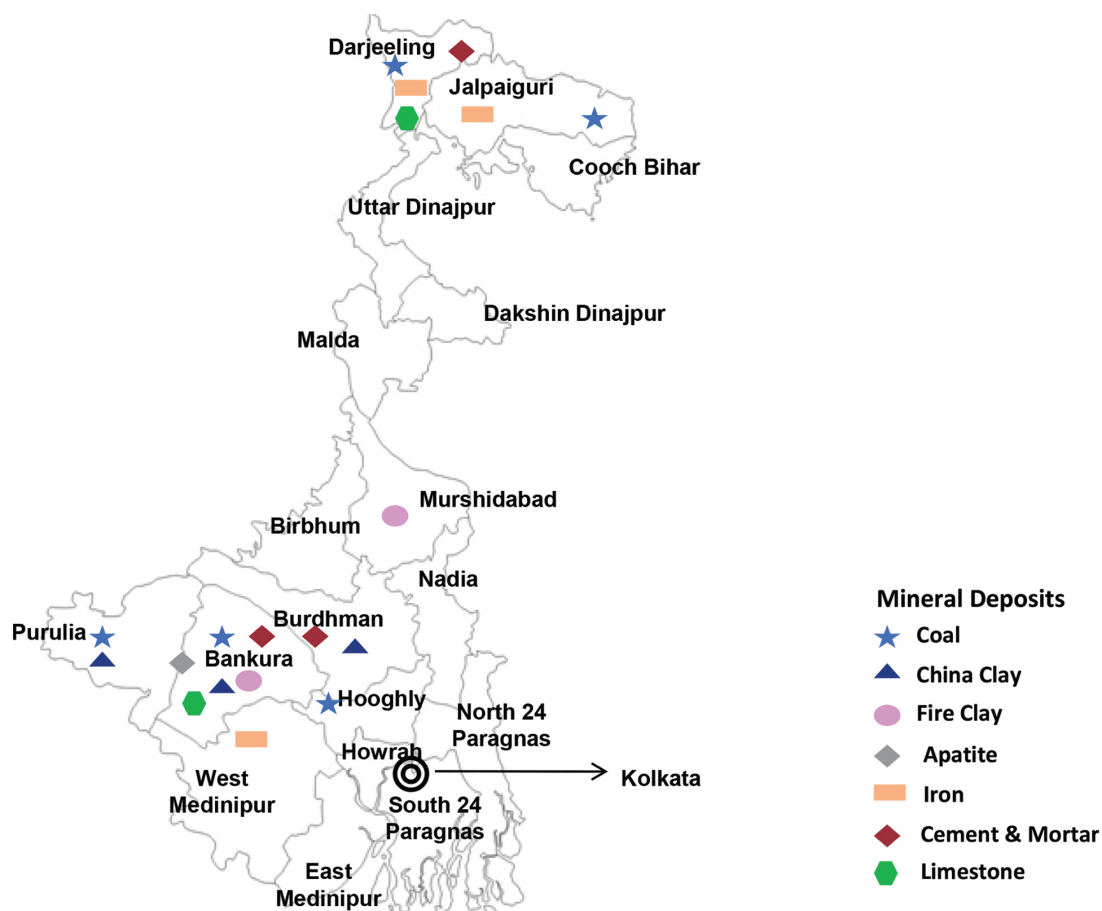 Darjeeling
Jalpaiguri
Cooch Bihar
Uttar Dinajpur
Dakshin Dinajpur
Malda
Murshidabad
Birbhum
Nadia
Burdhman
Purulia
Bankura
Hooghly
North 24
Paragnas
Howrah
Kolkata
West
Medinipur
South 24
Paragnas
East
Medinipur
Mineral Deposits
Coal
China Clay
Fire Clay
Apatite
Iron
Cement & Mortar
Limestone